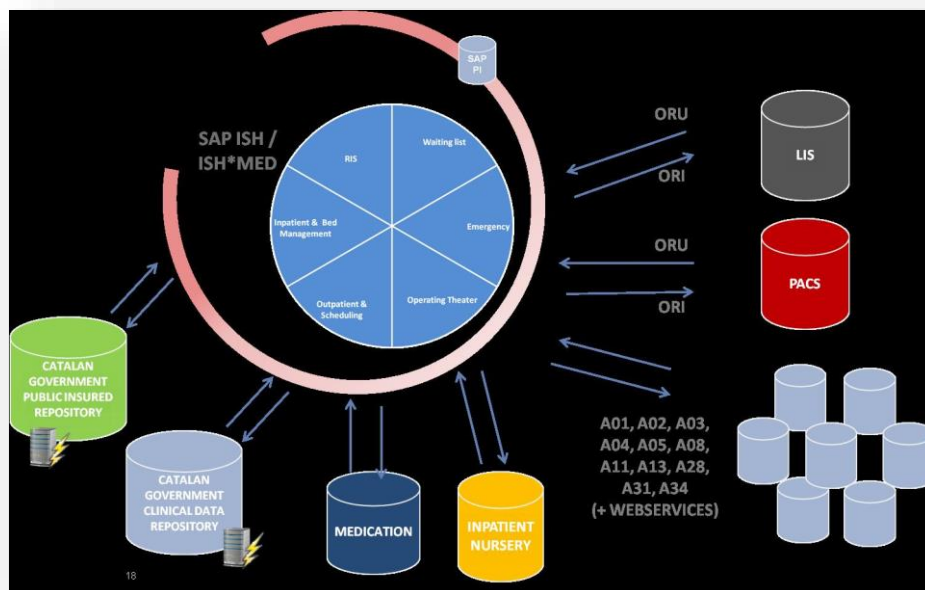 SAP
PI
SAP ISH /
ISH*MED
RIS
Waiting list
Inpatient & Bed
Management
Emergency
Outpatient &
Scheduling
Operating Theater
ORU
ORI
LIS
ORU
ORI
PACS
CATALAN
GOVERNMENT
PUBLIC INSURED
REPOSITORY
CATALAN
GOVERNMENT
CLINICAL DATA
REPOSITORY
MEDICATION
INPATIENT
NURSERY
A01, A02, A03,
A04, A05, A08,
A11, A13, A28,
A31, A34
(+ WEBSERVICES)
18